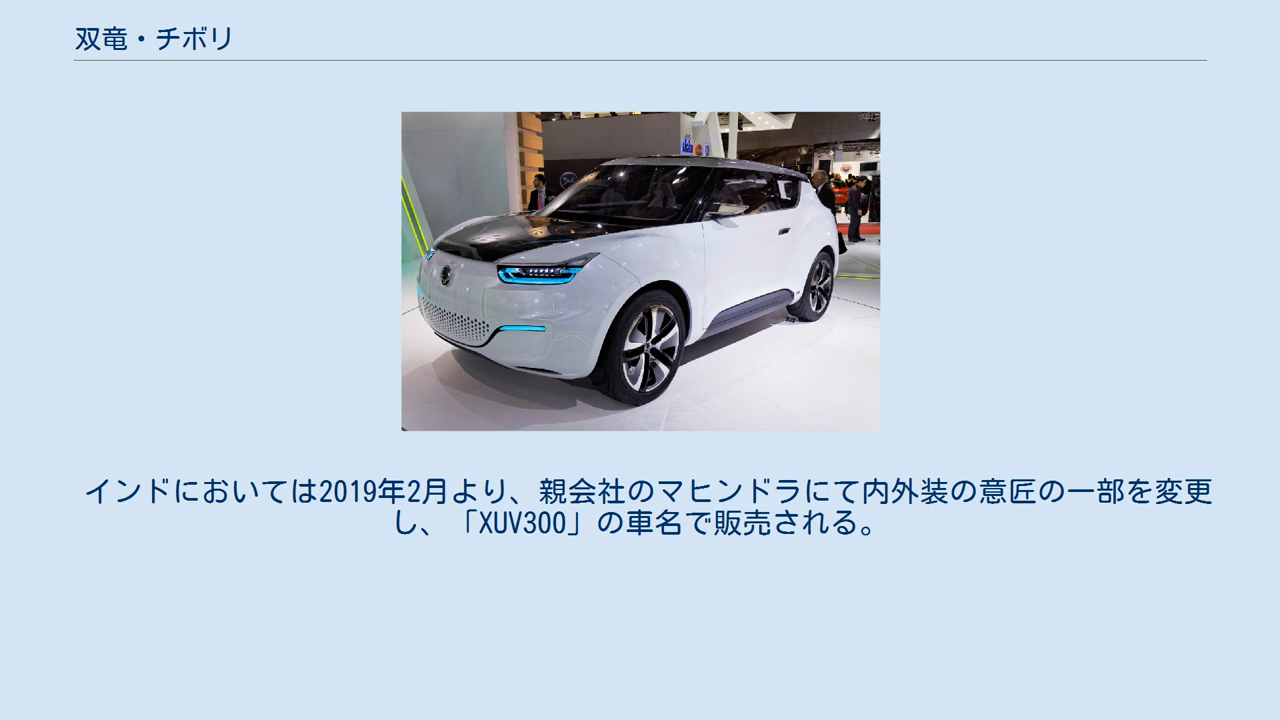 双竜・チボリ
インドにおいては2019年2月より、親会社のマヒンドラにて内外装の意匠の一部を変更
し、「XUV300」の車名で販売される。